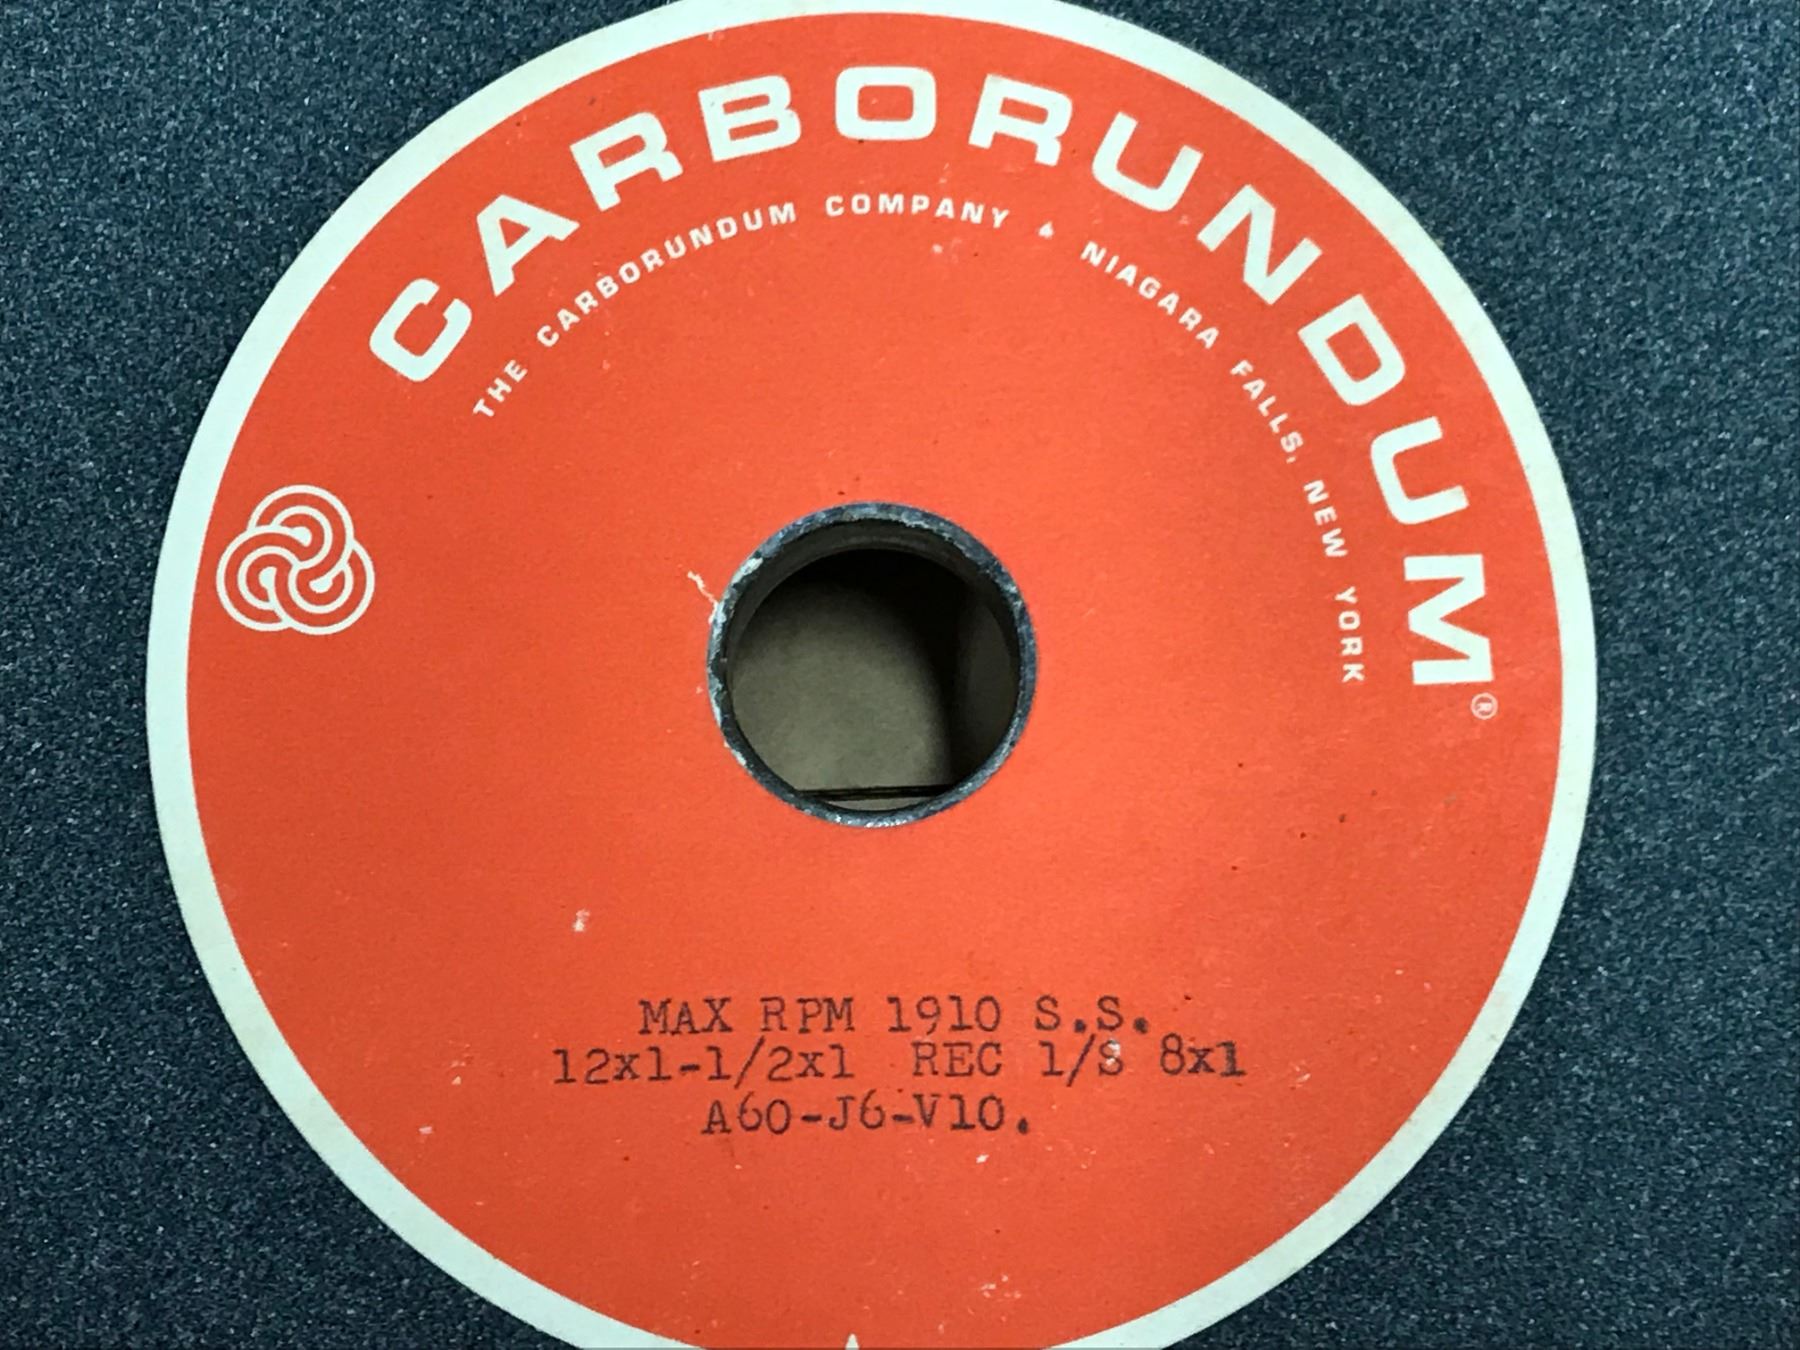 CARBORUNDUM®
THE CARBORUNDUM COMPANY ▲ NIAGARA FALLS, NEW YORK
MAX RPM 1910 S.S.
12x1-1/2x1 REC 1/S 8x1
A60-J6-V10.